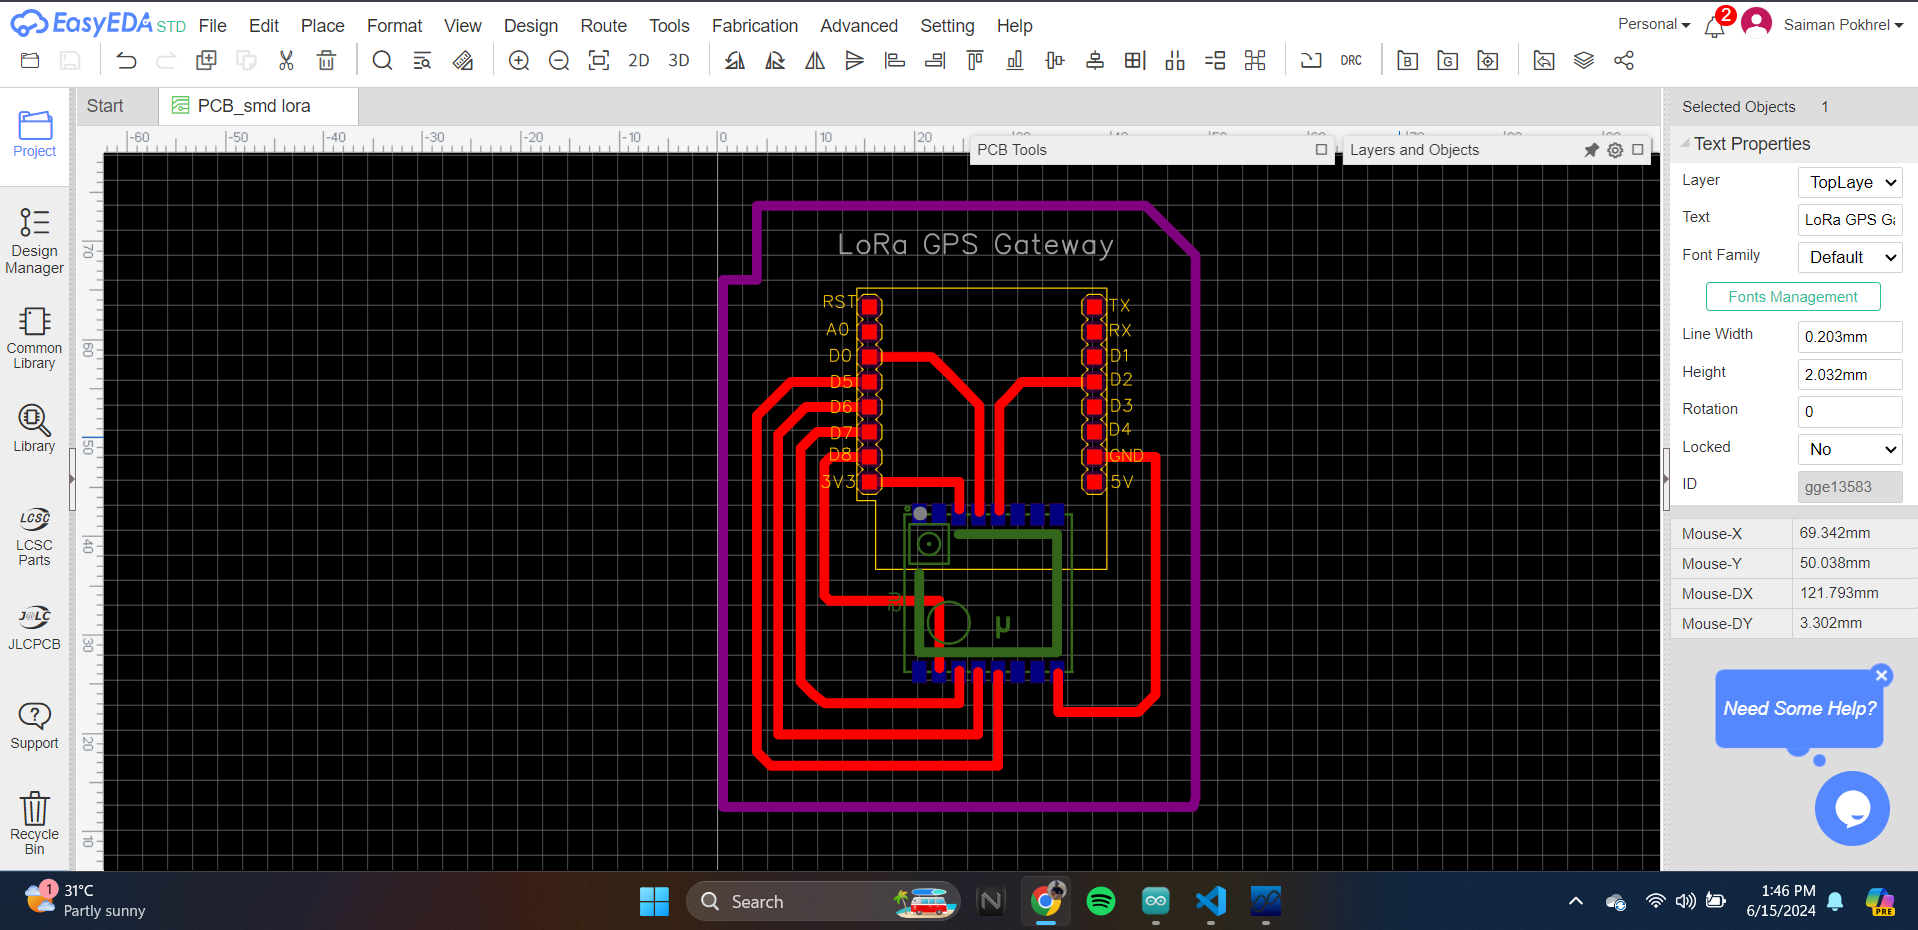 EasyEDA STD File Edit Place Format View Design Route Tools Fabrication Advanced Setting Help Personal 2 Saiman Pokhrel
2D 3D DRC B G
Start PCB_smd lora
Selected Objects 1
-60 -50 -40 -30 -20 -10 0 10 20
PCB Tools
Layers and Objects
Text Properties
Layer TopLaye
Text LoRa GPS Ga
Font Family Default
Fonts Management
Line Width 0.203mm
Height 2.032mm
Rotation 0
Locked No
ID gge13583
Mouse-X 69.342mm
Mouse-Y 50.038mm
Mouse-DX 121.793mm
Mouse-DY 3.302mm
Need Some Help?
Project
Design
Manager
Common
Library
Library
LCSC
LCSC
Parts
J@LC
JLCPCB
Support
Recycle
Bin
70
60
50
40
30
20
10
LoRa GPS Gateway
RST TX
A0 RX
D0 D1
D5 D2
D6 D3
D7 D4
D8 GND
3V3 5V
µ
1 31°C
Partly sunny
Search
N
PRE
1:46 PM
6/15/2024